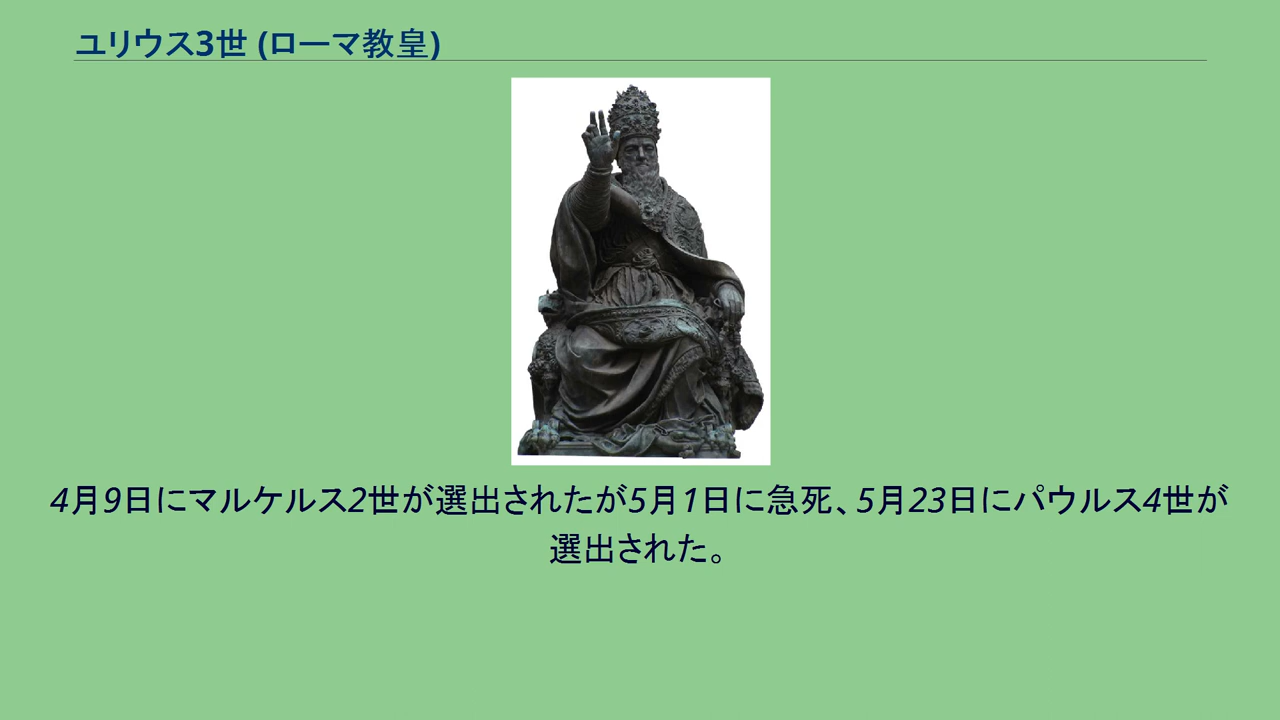 ユリウス3世 (ローマ教皇)
4月9日にマルケルス2世が選出されたが5月1日に急死、5月23日にパウルス4世が
選出された。